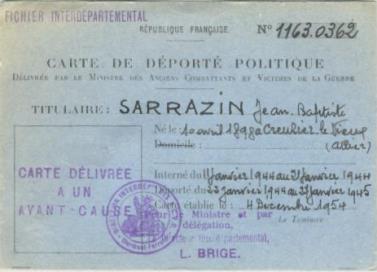 FICHIER INTERDÉPARTEMENTAL
RÉPUBLIQUE FRANÇAISE
N° 1163.0362
CARTE DE DÉPORTÉ POLITIQUE
DÉLIVRÉE PAR LE MINISTRE DES ANCIENS COMBATTANTS ET VICTIMES DE LA GUERRE
TITULAIRE : SARRAZIN Jean Baptiste
Né le 10 avril 1898 à Creuzier le Vieux
Domicile : (Allier)
CARTE DÉLIVRÉE
A UN
AYANT-CAUSE
Interné du 11 janvier 1944 au 21 janvier 1944
Déporté du 22 janvier 1944 au 27 janvier 1945
Carte établie le : 4 Décembre 1954
Pour le Ministre et par
délégation,
Le Titulaire
L. BRIGE.